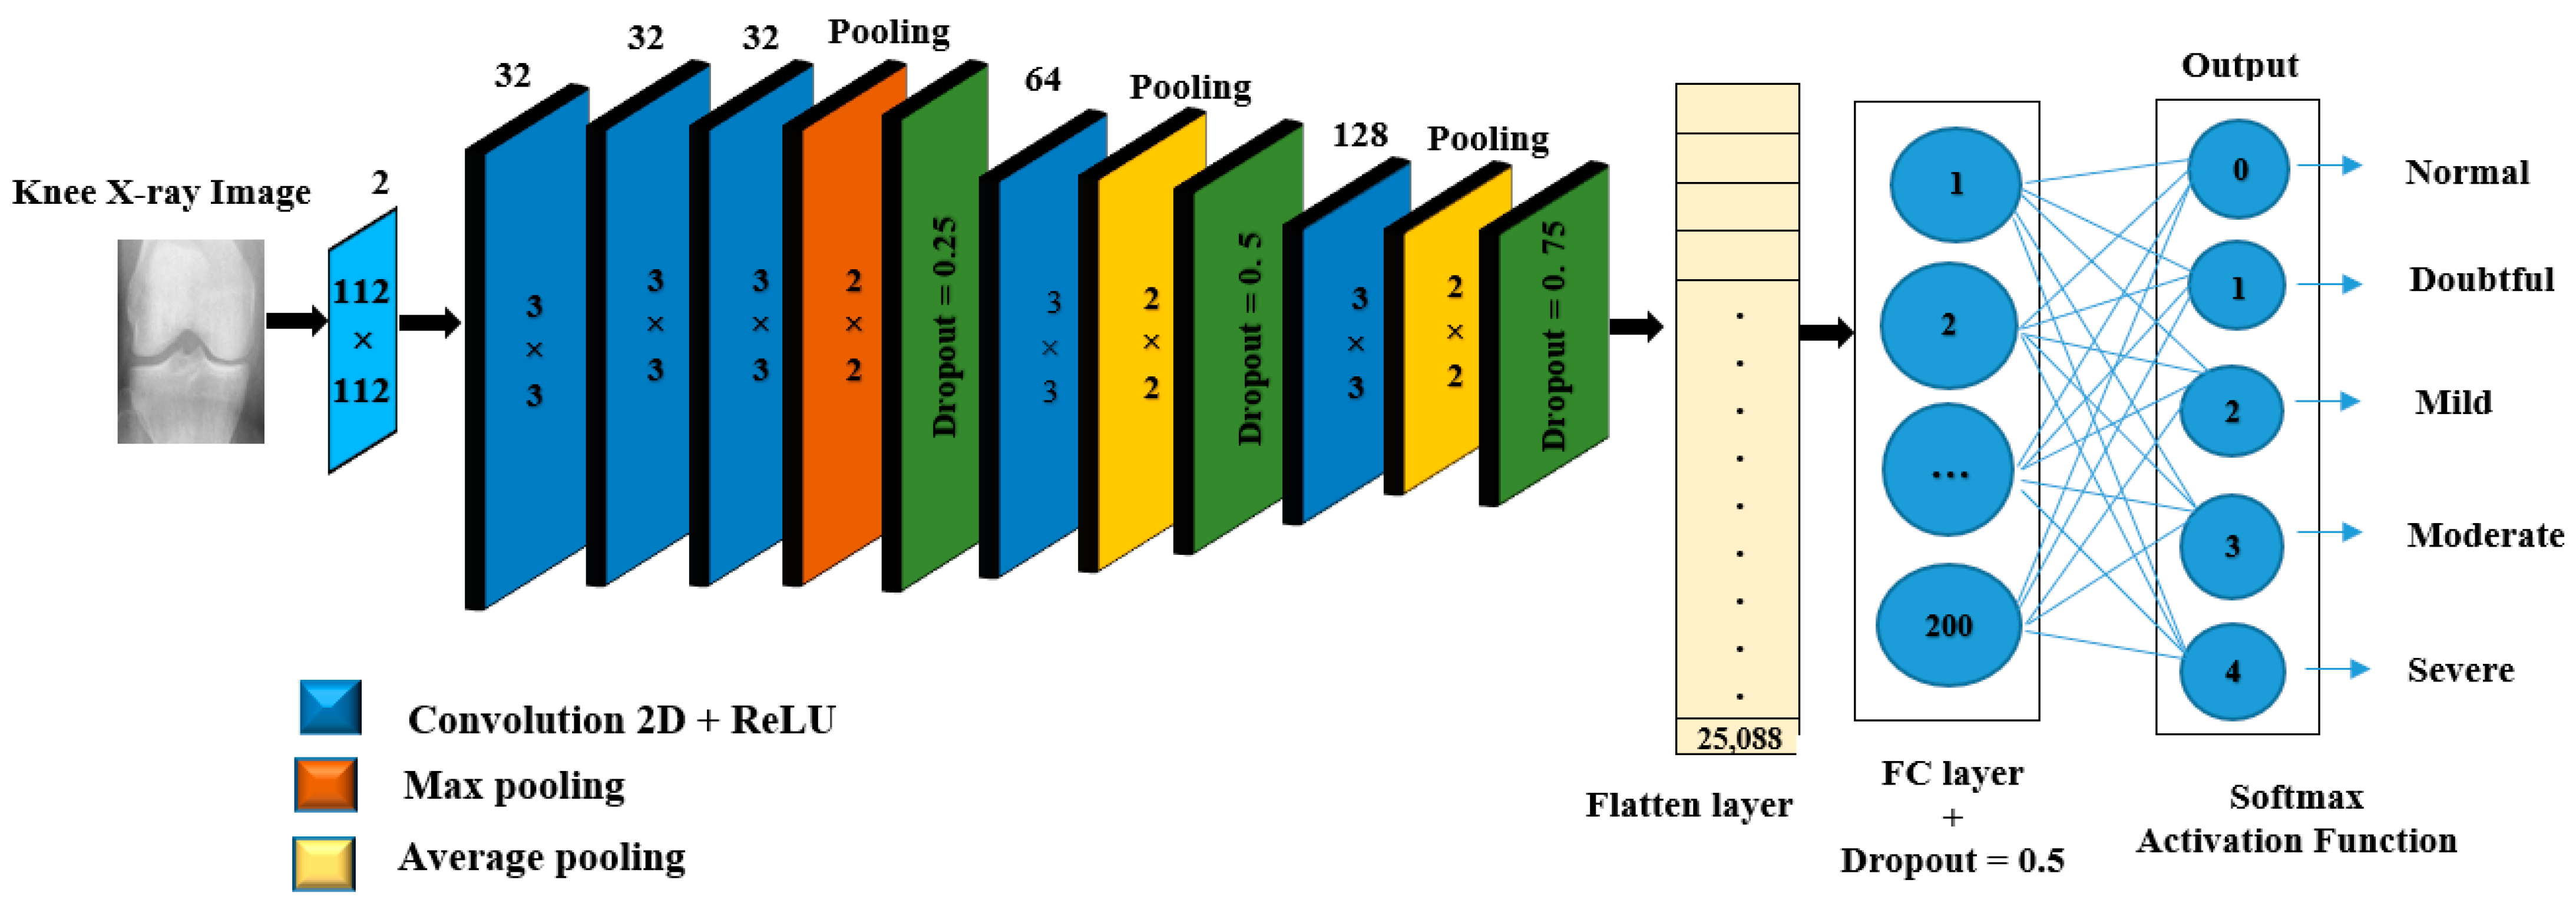 Knee X-ray Image
2
112
×
112
32
3
×
3
32
3
×
3
32
3
×
3
Pooling
2
×
2
Dropout = 0.25
64
3
×
3
Pooling
2
×
2
Dropout = 0. 5
128
3
×
3
Pooling
2
×
2
Dropout = 0. 75
25,088
Flatten layer
1
2
...
200
FC layer
+
Dropout = 0.5
Output
0
1
2
3
4
Softmax
Activation Function
Normal
Doubtful
Mild
Moderate
Severe
Convolution 2D + ReLU
Max pooling
Average pooling